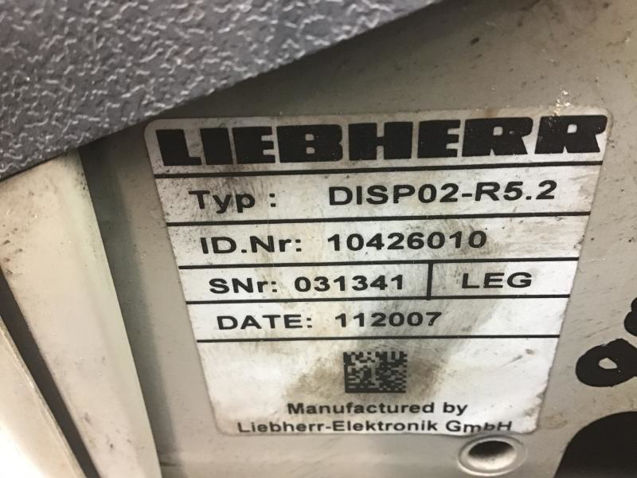 LIEBHERR
Typ : DISP02-R5.2
ID.Nr: 10426010
SNr: 031341 LEG
DATE: 112007
Manufactured by
Liebherr-Elektronik GmbH